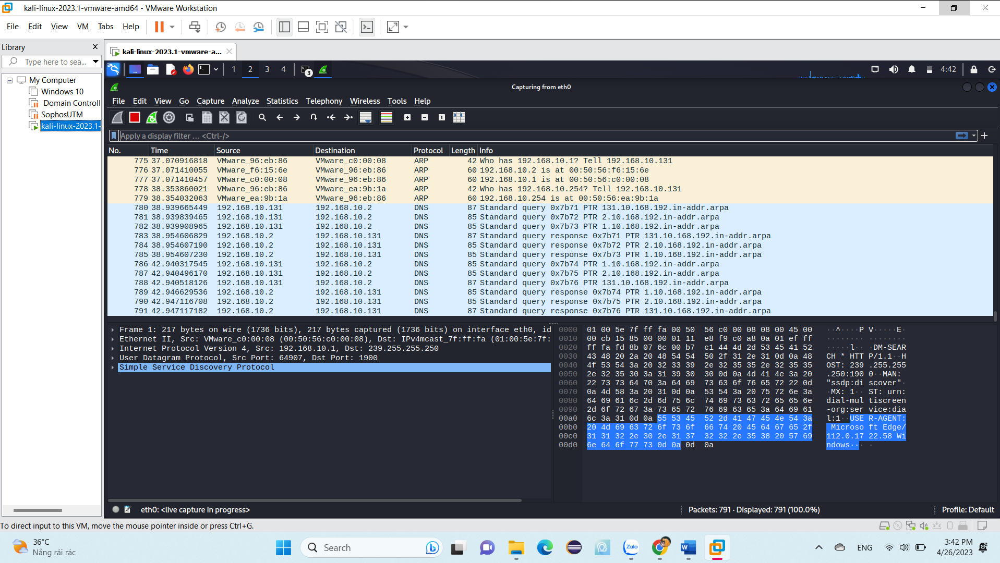 kali-linux-2023.1-vmware-amd64 - VMware Workstation
File Edit View VM Tabs Help
Library
Type here to sea...
My Computer
Windows 10
Domain Controll
SophosUTM
kali-linux-2023.1-
kali-linux-2023.1-vmware-a...
1 2 3 4 3 4:42
Capturing from eth0
File Edit View Go Capture Analyze Statistics Telephony Wireless Tools Help
Apply a display filter … <Ctrl-/>
No. Time Source Destination Protocol Length Info
775 37.070916818 VMware_96:eb:86 VMware_c0:00:08 ARP 42 Who has 192.168.10.1? Tell 192.168.10.131
776 37.071410055 VMware_f6:15:6e VMware_96:eb:86 ARP 60 192.168.10.2 is at 00:50:56:f6:15:6e
777 37.071410457 VMware_c0:00:08 VMware_96:eb:86 ARP 60 192.168.10.1 is at 00:50:56:c0:00:08
778 38.353860021 VMware_96:eb:86 VMware_ea:9b:1a ARP 42 Who has 192.168.10.254? Tell 192.168.10.131
779 38.354032063 VMware_ea:9b:1a VMware_96:eb:86 ARP 60 192.168.10.254 is at 00:50:56:ea:9b:1a
780 38.939665449 192.168.10.131 192.168.10.2 DNS 87 Standard query 0x7b71 PTR 131.10.168.192.in-addr.arpa
781 38.939839465 192.168.10.131 192.168.10.2 DNS 85 Standard query 0x7b72 PTR 2.10.168.192.in-addr.arpa
782 38.939908965 192.168.10.131 192.168.10.2 DNS 85 Standard query 0x7b73 PTR 1.10.168.192.in-addr.arpa
783 38.954606829 192.168.10.2 192.168.10.131 DNS 87 Standard query response 0x7b71 PTR 131.10.168.192.in-addr.arpa
784 38.954607190 192.168.10.2 192.168.10.131 DNS 85 Standard query response 0x7b72 PTR 2.10.168.192.in-addr.arpa
785 38.954607230 192.168.10.2 192.168.10.131 DNS 85 Standard query response 0x7b73 PTR 1.10.168.192.in-addr.arpa
786 42.940317545 192.168.10.131 192.168.10.2 DNS 85 Standard query 0x7b74 PTR 1.10.168.192.in-addr.arpa
787 42.940496170 192.168.10.131 192.168.10.2 DNS 85 Standard query 0x7b75 PTR 2.10.168.192.in-addr.arpa
788 42.940518126 192.168.10.131 192.168.10.2 DNS 87 Standard query 0x7b76 PTR 131.10.168.192.in-addr.arpa
789 42.946629536 192.168.10.2 192.168.10.131 DNS 85 Standard query response 0x7b74 PTR 1.10.168.192.in-addr.arpa
790 42.947116708 192.168.10.2 192.168.10.131 DNS 85 Standard query response 0x7b75 PTR 2.10.168.192.in-addr.arpa
791 42.947117182 192.168.10.2 192.168.10.131 DNS 87 Standard query response 0x7b76 PTR 131.10.168.192.in-addr.arpa
Frame 1: 217 bytes on wire (1736 bits), 217 bytes captured (1736 bits) on interface eth0, id
Ethernet II, Src: VMware_c0:00:08 (00:50:56:c0:00:08), Dst: IPv4mcast_7f:ff:fa (01:00:5e:7f:
Internet Protocol Version 4, Src: 192.168.10.1, Dst: 239.255.255.250
User Datagram Protocol, Src Port: 64907, Dst Port: 1900
Simple Service Discovery Protocol
0000 01 00 5e 7f ff fa 00 50 56 c0 00 08 08 00 45 00 ··^····P V·····E·
0010 00 cb 15 85 00 00 01 11 e8 f9 c0 a8 0a 01 ef ff ········ ········
0020 ff fa fd 8b 07 6c 00 b7 c1 44 4d 2d 53 45 41 52 ·····l·· ·DM-SEAR
0030 43 48 20 2a 20 48 54 54 50 2f 31 2e 31 0d 0a 48 CH * HTT P/1.1··H
0040 4f 53 54 3a 20 32 33 39 2e 32 35 35 2e 32 35 35 OST: 239 .255.255
0050 2e 32 35 30 3a 31 39 30 30 0d 0a 4d 41 4e 3a 20 .250:190 0··MAN:
0060 22 73 73 64 70 3a 64 69 73 63 6f 76 65 72 22 0d "ssdp:di scover"·
0070 0a 4d 58 3a 20 31 0d 0a 53 54 3a 20 75 72 6e 3a ·MX: 1·· ST: urn:
0080 64 69 61 6c 2d 6d 75 6c 74 69 73 63 72 65 65 6e dial-mul tiscreen
0090 2d 6f 72 67 3a 73 65 72 76 69 63 65 3a 64 69 61 -org:ser vice:dia
00a0 6c 3a 31 0d 0a 55 53 45 52 2d 41 47 45 4e 54 3a l:1··USE R-AGENT:
00b0 20 4d 69 63 72 6f 73 6f 66 74 20 45 64 67 65 2f Microso ft Edge/
00c0 31 31 32 2e 30 2e 31 37 32 32 2e 35 38 20 57 69 112.0.17 22.58 Wi
00d0 6e 64 6f 77 73 0d 0a 0d 0a ndows··· ·
eth0: <live capture in progress>
Packets: 791 · Displayed: 791 (100.0%)
Profile: Default
To direct input to this VM, move the mouse pointer inside or press Ctrl+G.
36°C
Nắng rải rác
Search
Zalo
ENG
3:42 PM
4/26/2023